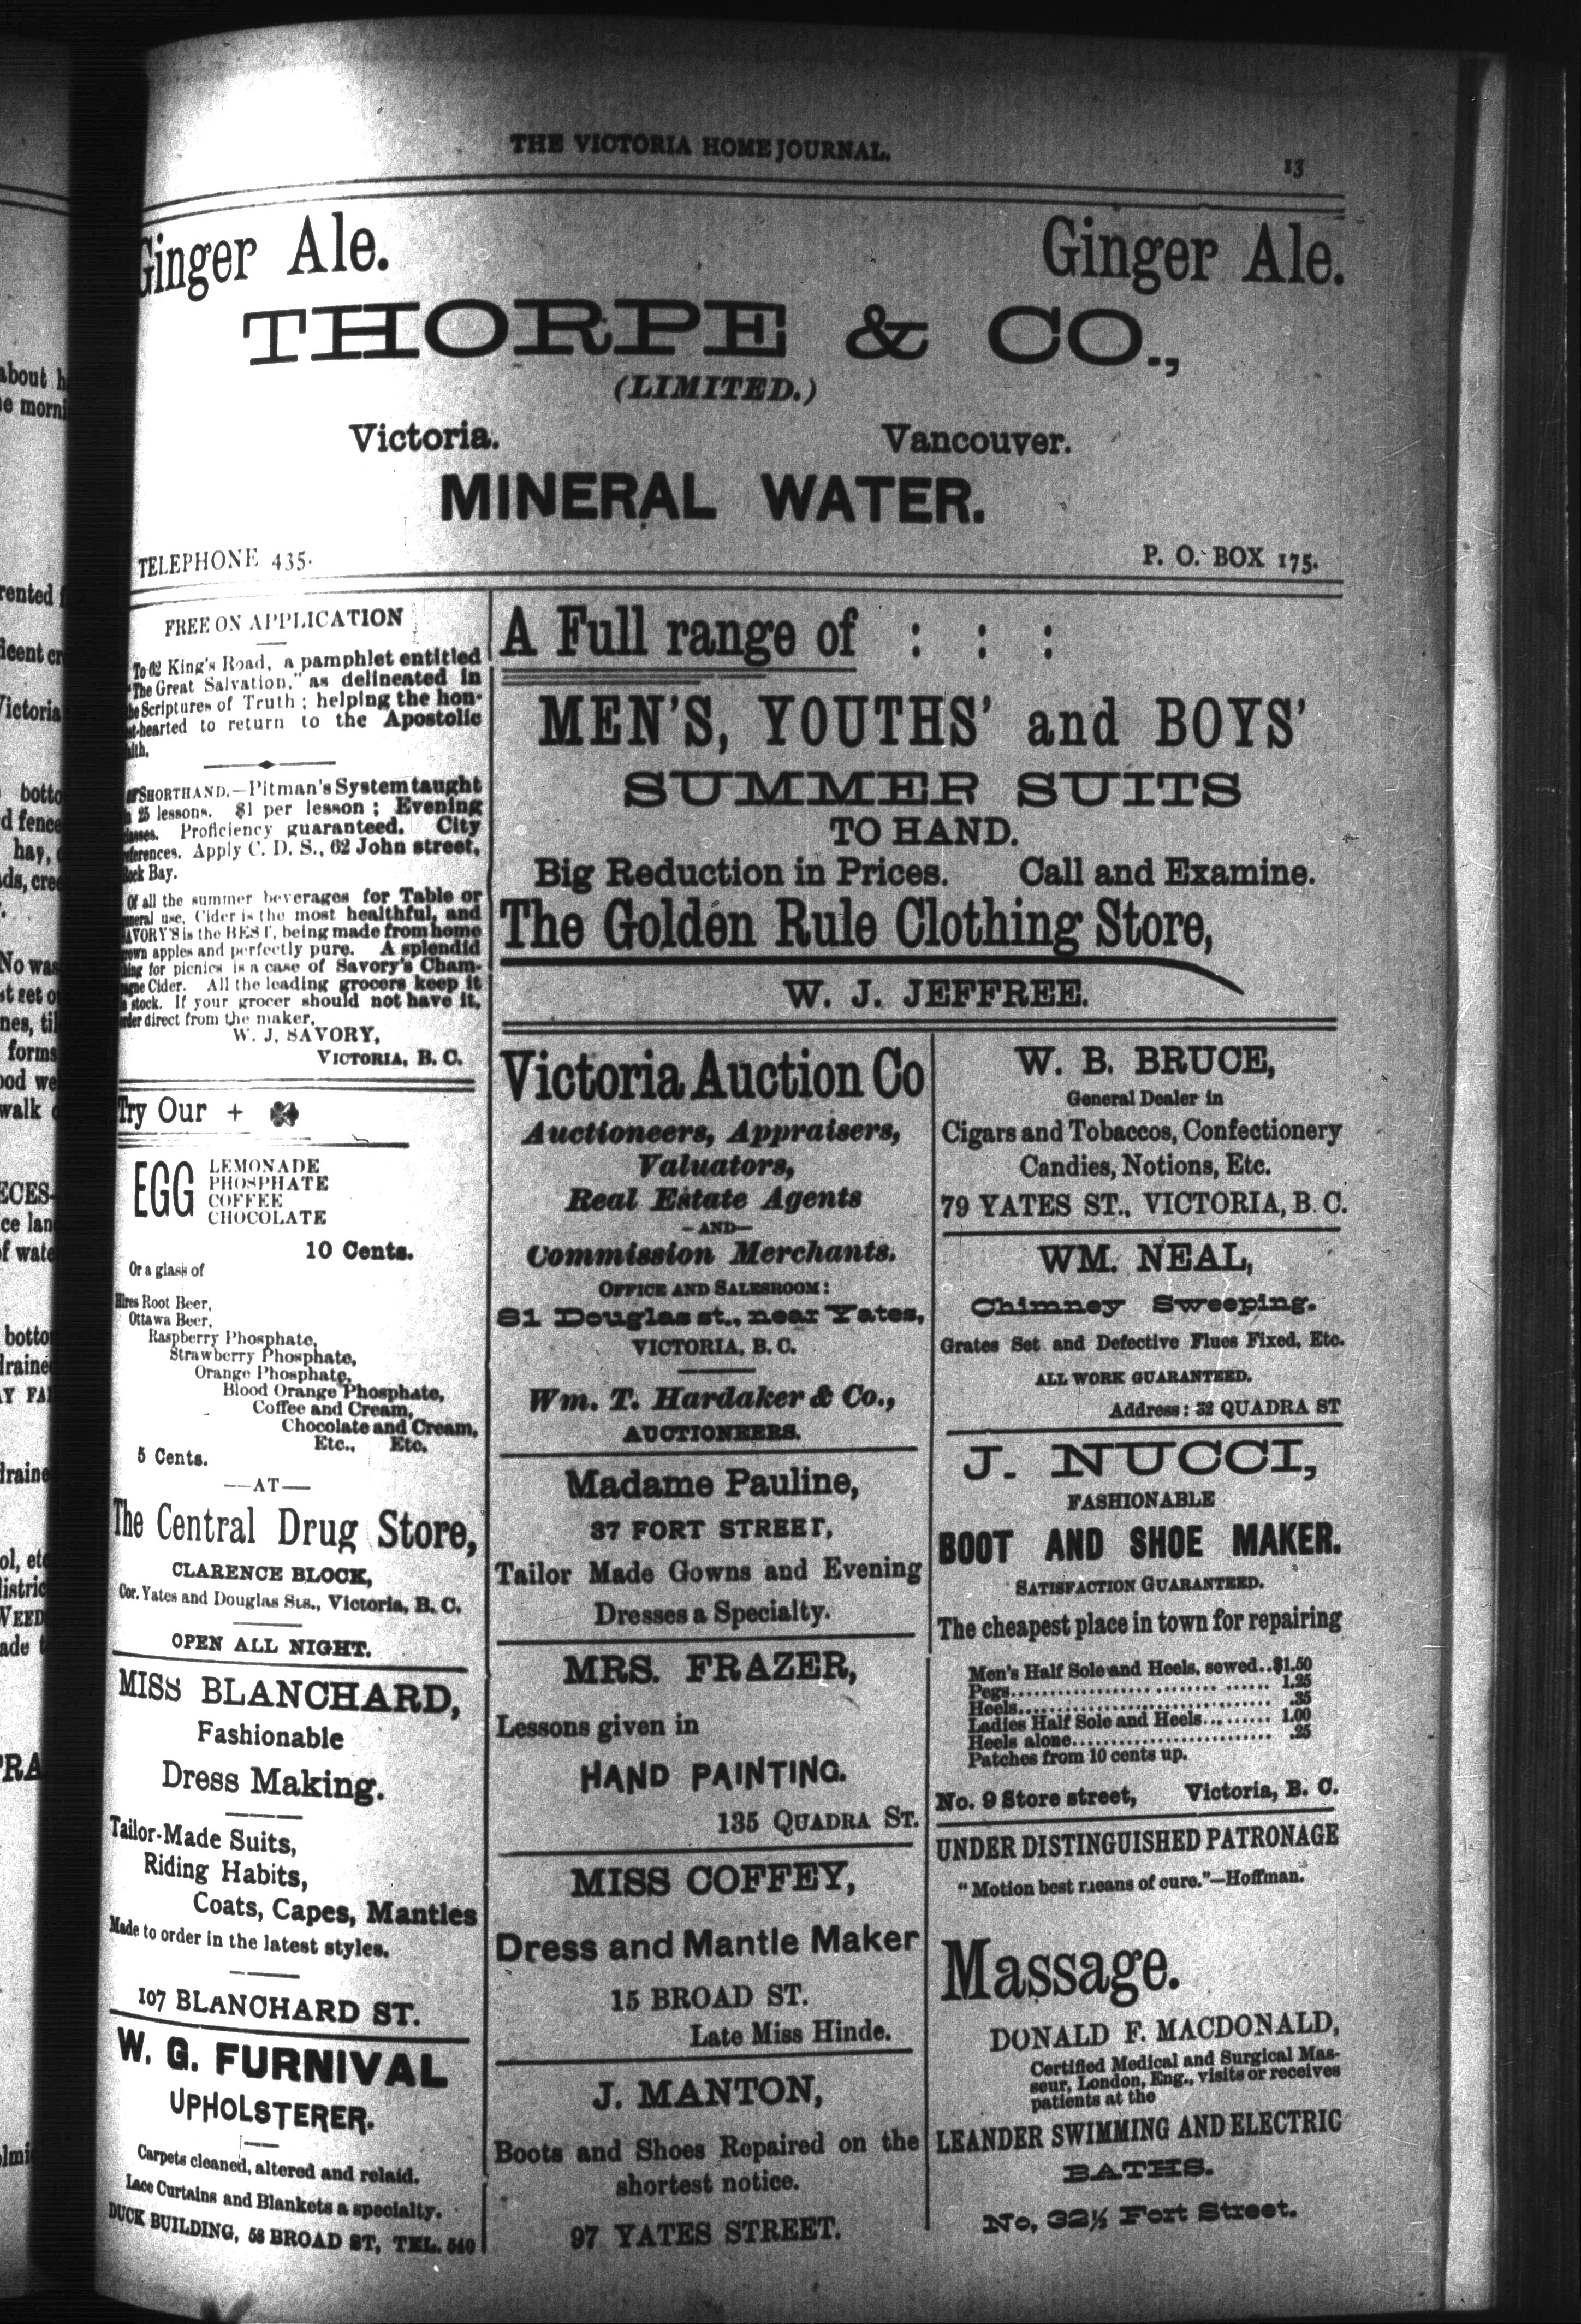 THE VICTORIA HOME JOURNAL.
13
Ginger Ale.
Ginger Ale.
THORPE & CO.,
(LIMITED.)
Victoria.
Vancouver.
MINERAL WATER.
TELEPHONE 435.
P. O. BOX 175.
FREE ON APPLICATION
To 62 King's Road, a pamphlet entitled
"The Great Salvation," as delineated in
Scriptures of Truth; helping the hon-
hearted to return to the Apostolic
SHORTHAND.—Pitman's System taught
25 lessons. $1 per lesson; Evening
Proficiency guaranteed. City
Apply C. D. S., 62 John street,
Bay.
Of all the summer beverages for Table or
use, Cider is the most healthful, and
is the BEST, being made from home
apples and perfectly pure. A splendid
for picnics is a case of Savory's Cham-
Cider. All the leading grocers keep it
stock. If your grocer should not have it,
direct from the maker,
W. J. SAVORY,
VICTORIA, B. C.
Try Our +
EGG
LEMONADE
PHOSPHATE
COFFEE
CHOCOLATE
10 Cents.
Or a glass of
Hires Root Beer,
Ottawa Beer,
Raspberry Phosphate,
Strawberry Phosphate,
Orange Phosphate,
Blood Orange Phosphate,
Coffee and Cream,
Chocolate and Cream,
Etc., Etc.
5 Cents.
—AT—
The Central Drug Store,
CLARENCE BLOCK,
Cor. Yates and Douglas Sts., Victoria, B. C.
OPEN ALL NIGHT.
MISS BLANCHARD,
Fashionable
Dress Making.
Tailor-Made Suits,
Riding Habits,
Coats, Capes, Mantles
Made to order in the latest styles.
107 BLANCHARD ST.
W. G. FURNIVAL
UPHOLSTERER.
Carpets cleaned, altered and relaid.
Lace Curtains and Blankets a specialty.
DUCK BUILDING, 58 BROAD ST, TEL. 540
A Full range of : : :
MEN'S, YOUTHS' and BOYS'
SUMMER SUITS
TO HAND.
Big Reduction in Prices. Call and Examine.
The Golden Rule Clothing Store,
W. J. JEFFREE.
Victoria Auction Co
Auctioneers, Appraisers,
Valuators,
Real Estate Agents
—AND—
Commission Merchants.
OFFICE AND SALESROOM:
81 Douglas st., near Yates,
VICTORIA, B. C.
Wm. T. Hardaker & Co.,
AUCTIONEERS.
Madame Pauline,
37 FORT STREET,
Tailor Made Gowns and Evening
Dresses a Specialty.
MRS. FRAZER,
Lessons given in
HAND PAINTING.
135 QUADRA ST.
MISS COFFEY,
Dress and Mantle Maker
15 BROAD ST.
Late Miss Hinde.
J. MANTON,
Boots and Shoes Repaired on the
shortest notice.
97 YATES STREET.
W. B. BRUCE,
General Dealer in
Cigars and Tobaccos, Confectionery
Candies, Notions, Etc.
79 YATES ST., VICTORIA, B. C.
WM. NEAL,
Chimney Sweeping.
Grates Set and Defective Flues Fixed, Etc.
ALL WORK GUARANTEED.
Address: 32 QUADRA ST
J. NUCCI,
FASHIONABLE
BOOT AND SHOE MAKER.
SATISFACTION GUARANTEED.
The cheapest place in town for repairing
Men's Half Sole and Heels, sewed..$1.50
Pegs.................... 1.25
Heels.................... .35
Ladies Half Sole and Heels......... 1.00
Heels alone.................... .25
Patches from 10 cents up.
No. 9 Store street, Victoria, B. C.
UNDER DISTINGUISHED PATRONAGE
"Motion best means of cure."—Hoffman.
Massage.
DONALD F. MACDONALD,
Certified Medical and Surgical Mas-
seur, London, Eng., visits or receives
patients at the
LEANDER SWIMMING AND ELECTRIC
BATHS.
No, 32½ Fort Street.